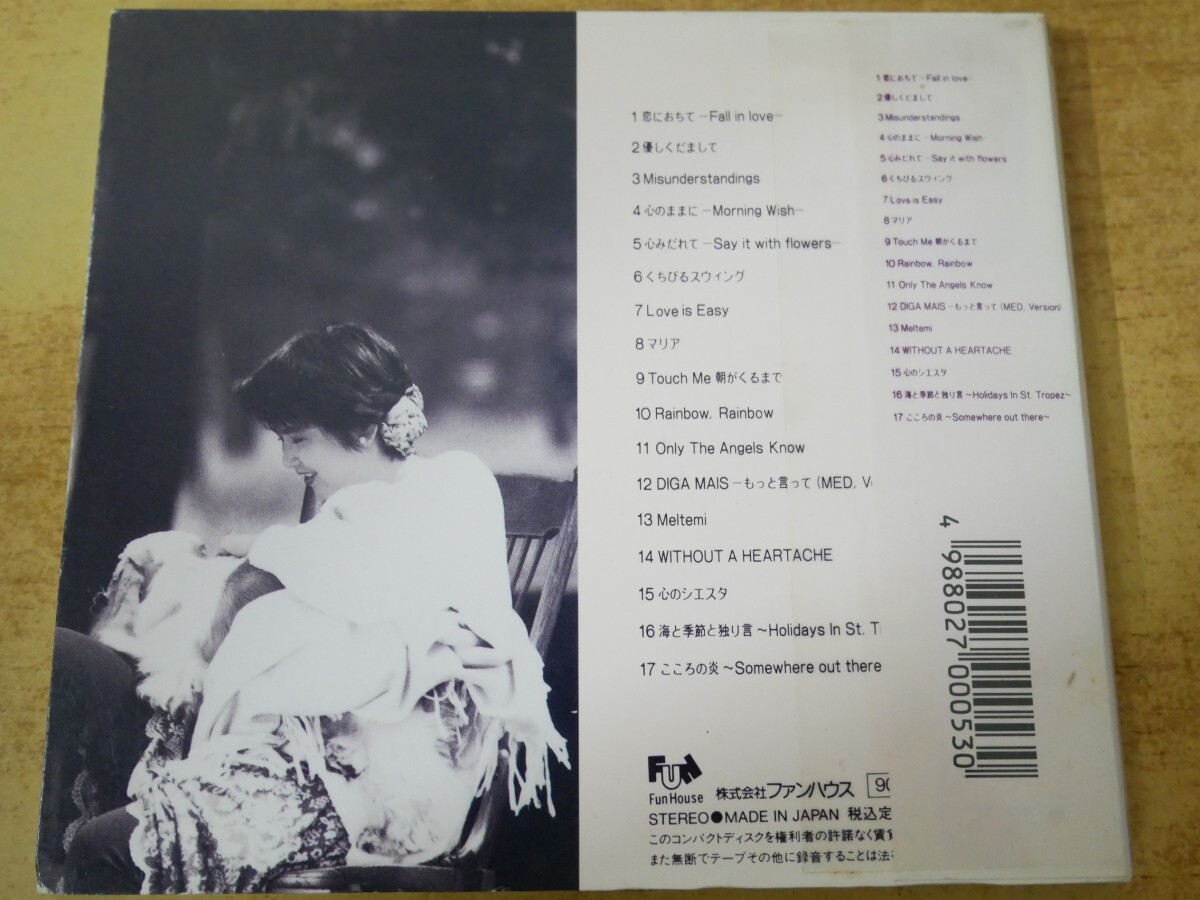 1 恋におちて －Fall in love－
2 優しくだまして
3 Misunderstandings
4 心のままに －Morning Wish－
5 心みだれて －Say it with flowers－
6 くちびるスウィング
7 Love is Easy
8 マリア
9 Touch Me 朝がくるまで
10 Rainbow, Rainbow
11 Only The Angels Know
12 DIGA MAIS －もっと言って (MED. V
13 Meltemi
14 WITHOUT A HEARTACHE
15 心のシエスタ
16 海と季節と独り言 ～Holidays In St. T
17 こころの炎 ～Somewhere out there
Fun
Fun House
株式会社ファンハウス 90
STEREO●MADE IN JAPAN 税込定
このコンパクトディスクを権利者の許諾なく賃貸
また無断でテープその他に録音することは法
1 恋におちて －Fall in love－
2 優しくだまして
3 Misunderstandings
4 心のままに －Morning Wish
5 心みだれて －Say it with flowers
6 くちびるスウィング
7 Love is Easy
8 マリア
9 Touch Me 朝がくるまで
10 Rainbow, Rainbow
11 Only The Angels Know
12 DIGA MAIS －もっと言って (MED. Version)
13 Meltemi
14 WITHOUT A HEARTACHE
15 心のシエスタ
16 海と季節と独り言 ～Holidays In St. Tropez～
17 こころの炎 ～Somewhere out there～
4 988027 000530